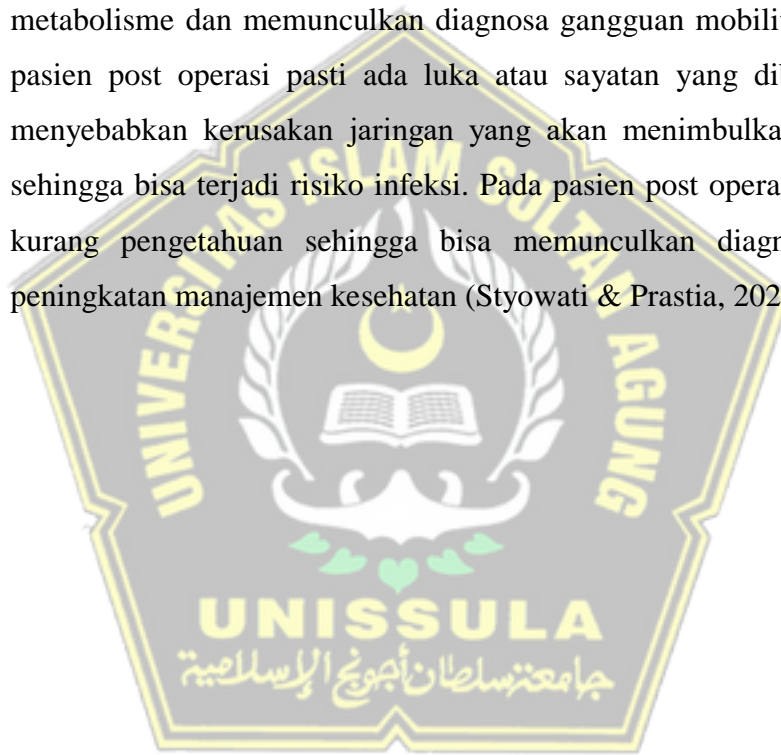 metabolisme dan memunculkan diagnosa gangguan mobili
pasien post operasi pasti ada luka atau sayatan yang di
menyebabkan kerusakan jaringan yang akan menimbulka
sehingga bisa terjadi risiko infeksi. Pada pasien post opera
kurang pengetahuan sehingga bisa memunculkan diagn
peningkatan manajemen kesehatan (Styowati & Prastia, 202
UNIVERSITAS ISLAM SULTAN AGUNG
UNISSULA
جامعة سلطان أجونج الإسلامية